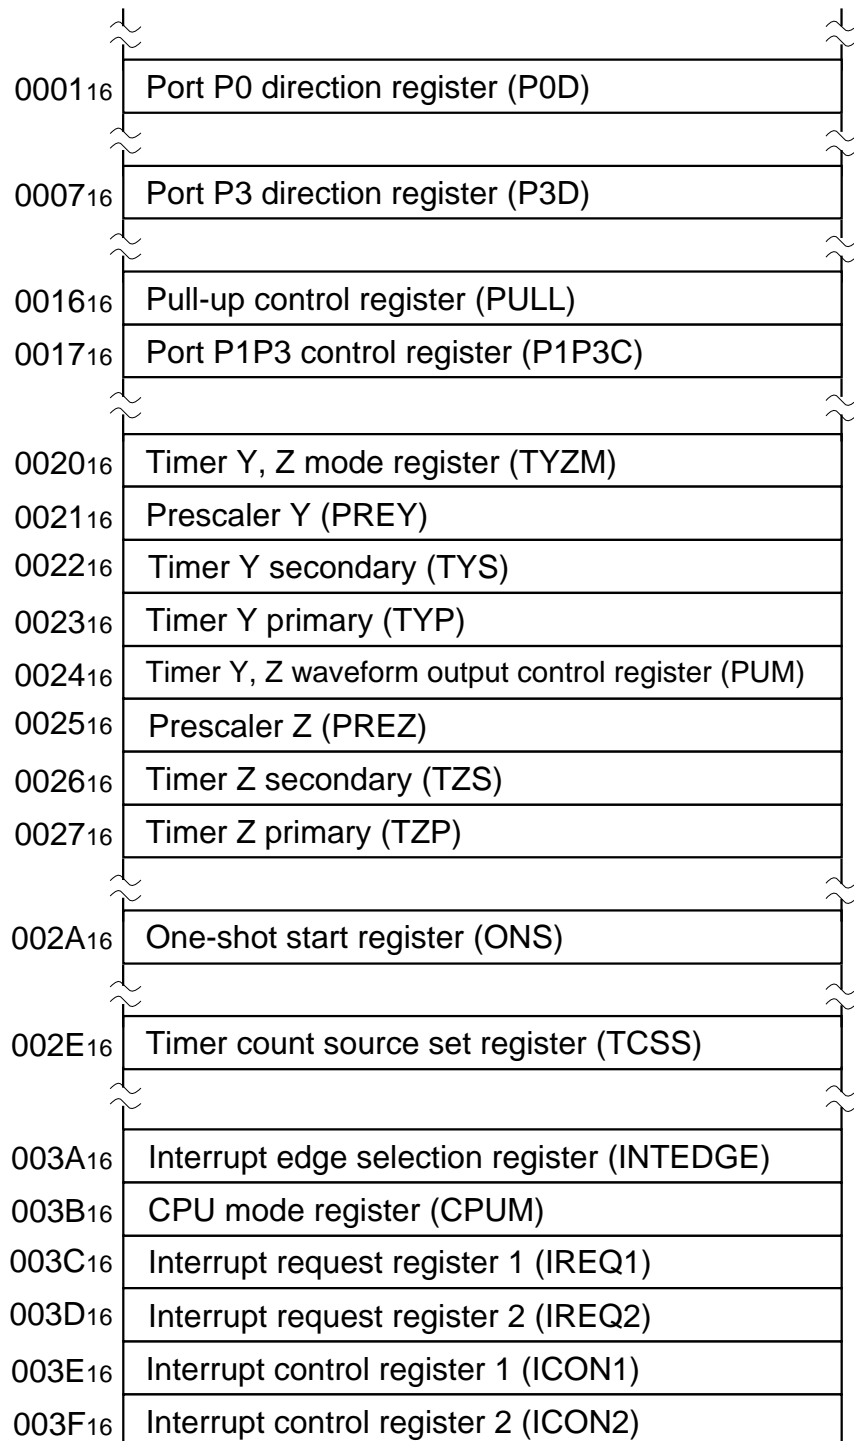 0001₁₆ Port P0 direction register (P0D)
0007₁₆ Port P3 direction register (P3D)
0016₁₆ Pull-up control register (PULL)
0017₁₆ Port P1P3 control register (P1P3C)
0020₁₆ Timer Y, Z mode register (TYZM)
0021₁₆ Prescaler Y (PREY)
0022₁₆ Timer Y secondary (TYS)
0023₁₆ Timer Y primary (TYP)
0024₁₆ Timer Y, Z waveform output control register (PUM)
0025₁₆ Prescaler Z (PREZ)
0026₁₆ Timer Z secondary (TZS)
0027₁₆ Timer Z primary (TZP)
002A₁₆ One-shot start register (ONS)
002E₁₆ Timer count source set register (TCSS)
003A₁₆ Interrupt edge selection register (INTEDGE)
003B₁₆ CPU mode register (CPUM)
003C₁₆ Interrupt request register 1 (IREQ1)
003D₁₆ Interrupt request register 2 (IREQ2)
003E₁₆ Interrupt control register 1 (ICON1)
003F₁₆ Interrupt control register 2 (ICON2)